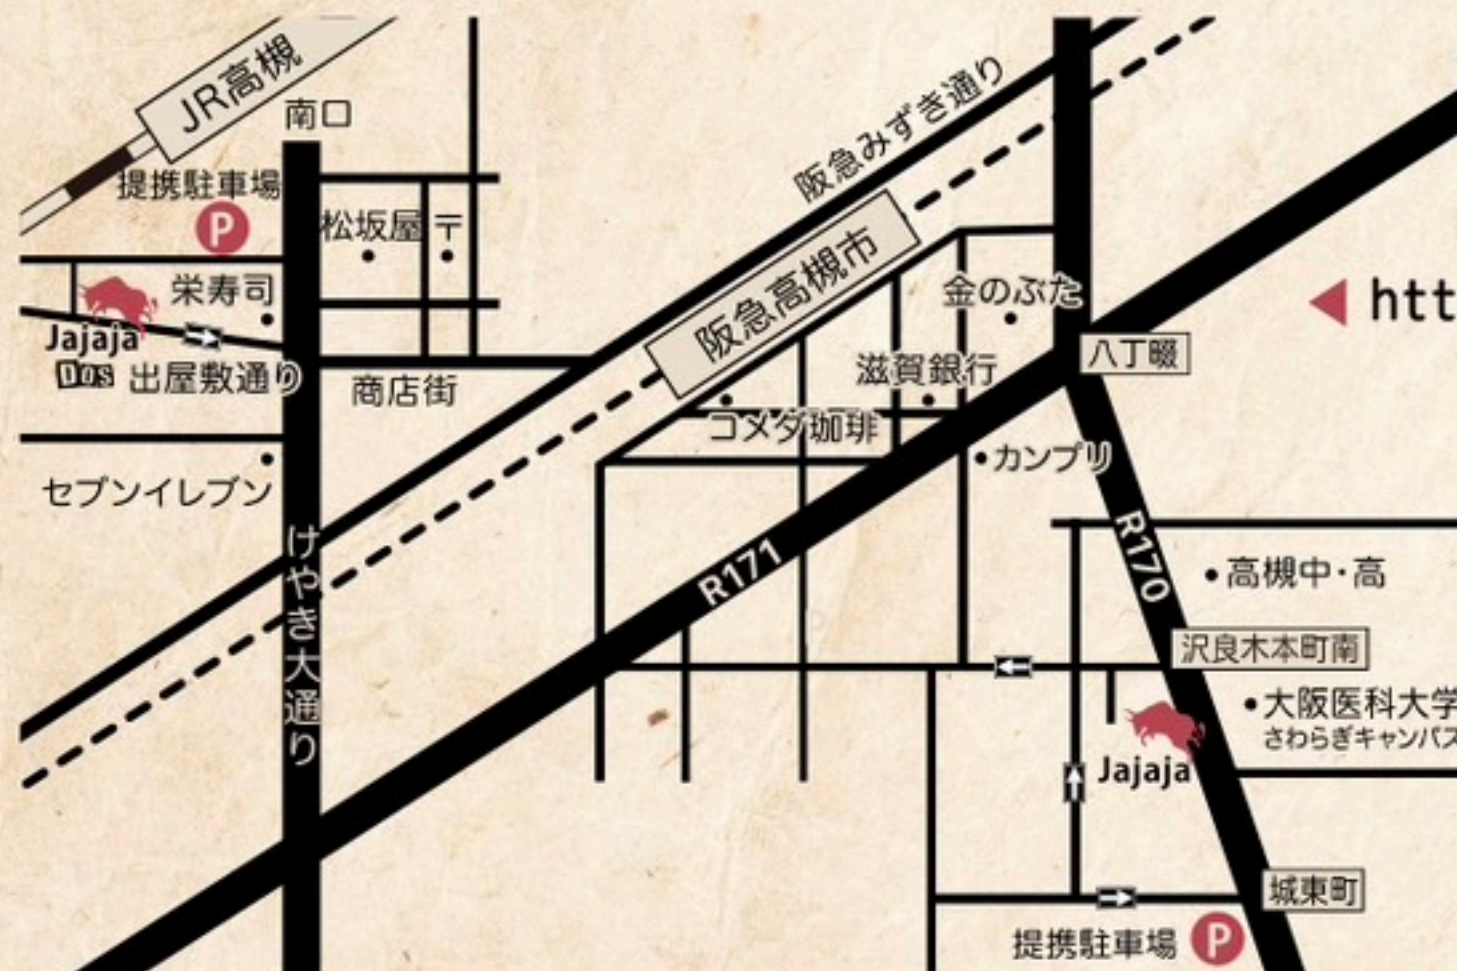 JR高槻
南口
提携駐車場
P
松坂屋
〒
栄寿司
Jajaja
Dos
出屋敷通り
商店街
セブンイレブン
けやき大通り
阪急みずき通り
阪急高槻市
金のぶた
滋賀銀行
コメダ珈琲
八丁畷
カンプリ
R171
R170
高槻中・高
沢良木本町南
大阪医科大学
さわらぎキャンパス
Jajaja
城東町
提携駐車場
P
htt